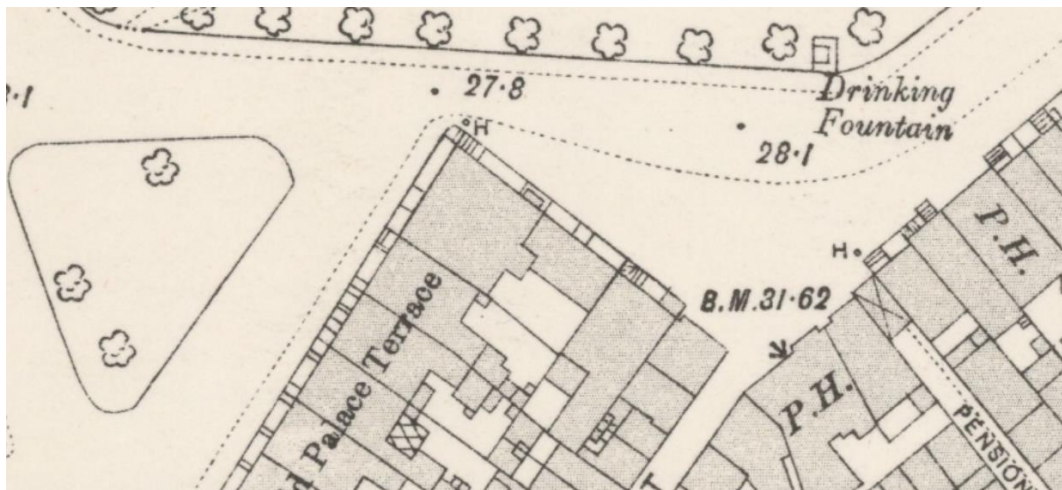 27·8
Drinking
Fountain
28·1
H
P.H.
H
B.M.31·62
Palace Terrace
P.H.
PENSION